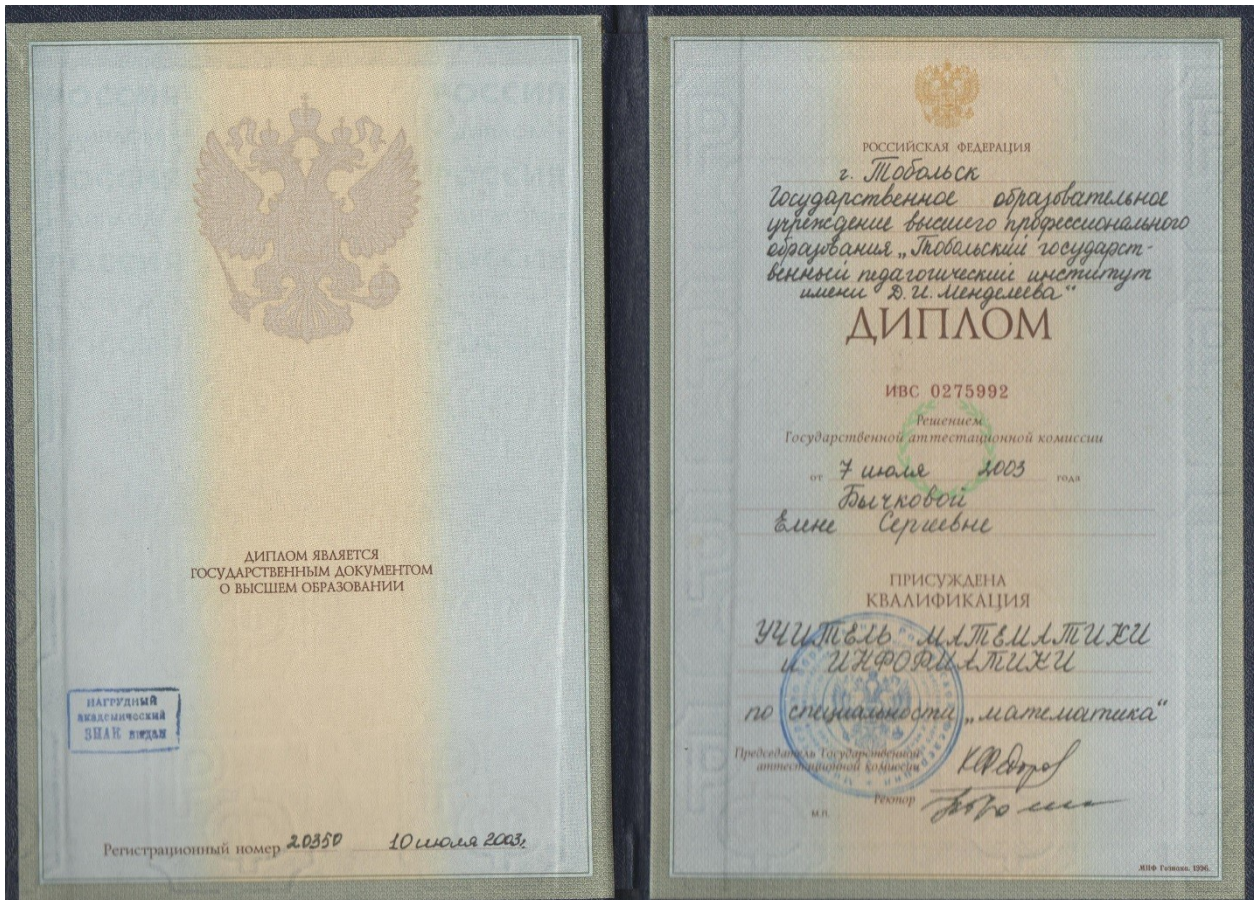 ДИПЛОМ ЯВЛЯЕТСЯ
ГОСУДАРСТВЕННЫМ ДОКУМЕНТОМ
О ВЫСШЕМ ОБРАЗОВАНИИ
НАГРУДНЫЙ
академический
ЗНАК выдан
Регистрационный номер 20350 10 июля 2003г.
РОССИЙСКАЯ ФЕДЕРАЦИЯ
г. Тобольск
Государственное образовательное
учреждение высшего профессионального
образования „Тобольский государст-
венный педагогический институт
имени Д.И. Менделеева"
ДИПЛОМ
ИВС 0275992
Решением
Государственной аттестационной комиссии
от 7 июля 2003 года
Бычковой
Елене Сергеевне
ПРИСУЖДЕНА
КВАЛИФИКАЦИЯ
УЧИТЕЛЬ МАТЕМАТИКИ
и ИНФОРМАТИКИ
по специальности „математика"
Председатель Государственной
аттестационной комиссии
Ректор
М.П.
МПФ Гознака. 1996.